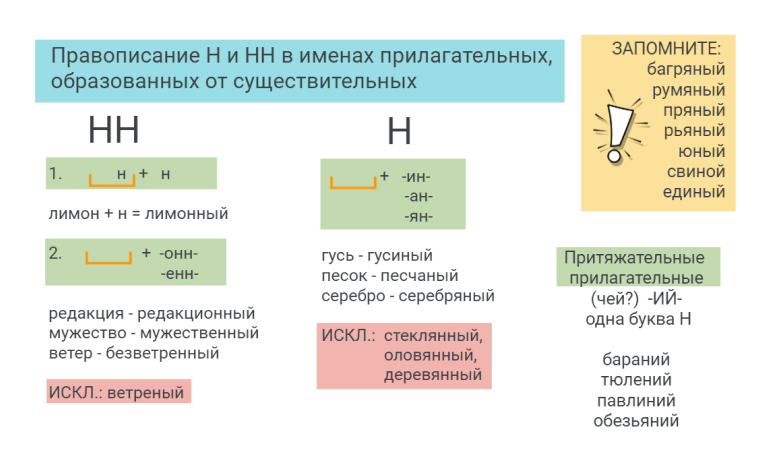 Правописание Н и НН в именах прилагательных,
образованных от существительных
НН
1. н + н
лимон + н = лимонный
2. + -онн-
-енн-
редакция - редакционный
мужество - мужественный
ветер - безветренный
ИСКЛ.: ветреный
Н
+ -ин-
-ан-
-ян-
гусь - гусиный
песок - песчаный
серебро - серебряный
ИСКЛ.: стеклянный,
оловянный,
деревянный
ЗАПОМНИТЕ:
багряный
румяный
пряный
рьяный
юный
свиной
единый
Притяжательные
прилагательные
(чей?) -ИЙ-
одна буква Н
бараний
тюлений
павлиний
обезьяний